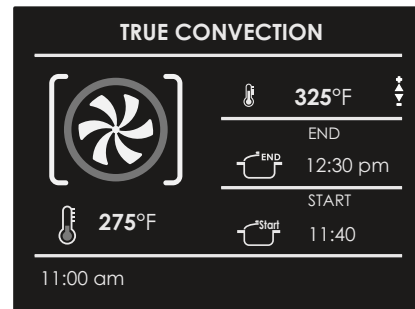 TRUE CONVECTION
325°F
END
END
12:30 pm
START
Start
11:40
275°F
11:00 am